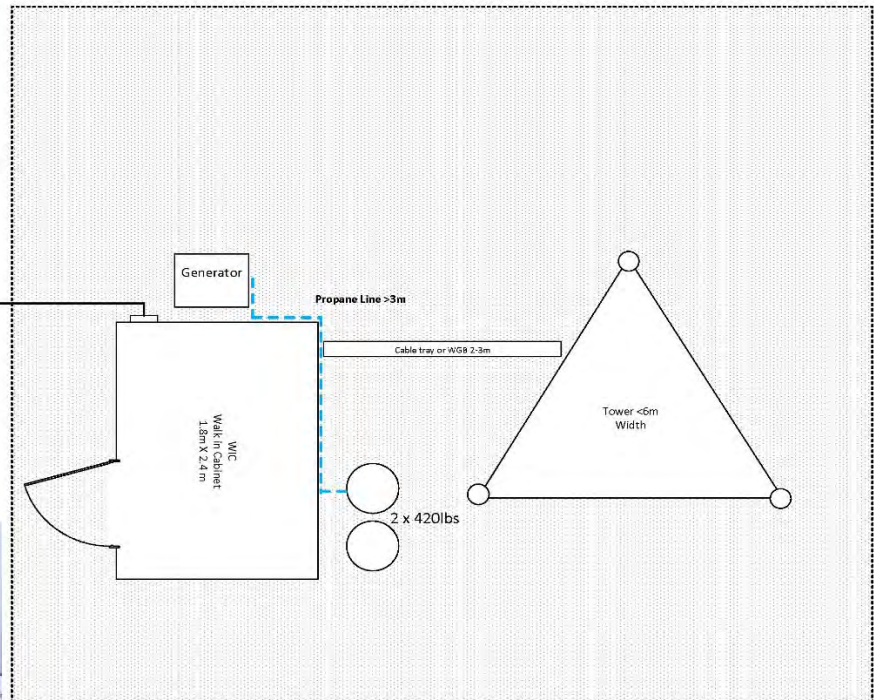 Generator
Propane Line >3m
Cable tray or WGB 2-3m
WIC
Walk in Cabinet
1.8m X 2.4 m
Tower <6m
Width
2 x 420lbs